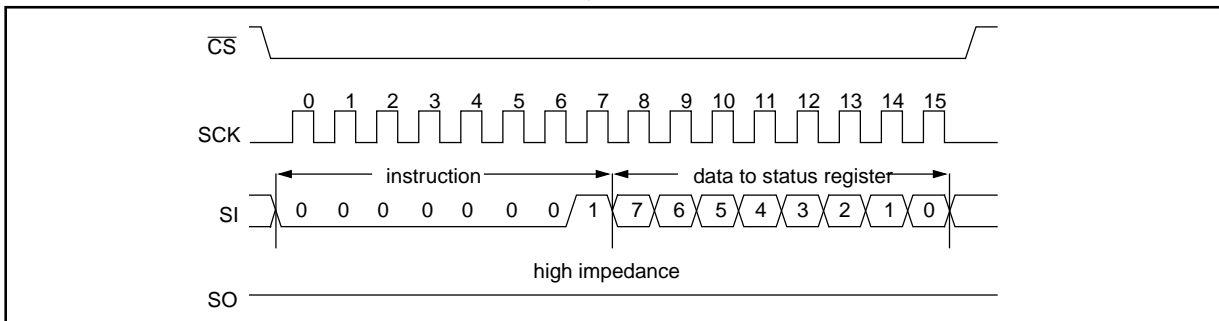 CS
0 1 2 3 4 5 6 7 8 9 10 11 12 13 14 15
SCK
instruction data to status register
SI 0 0 0 0 0 0 0 1 7 6 5 4 3 2 1 0
high impedance
SO